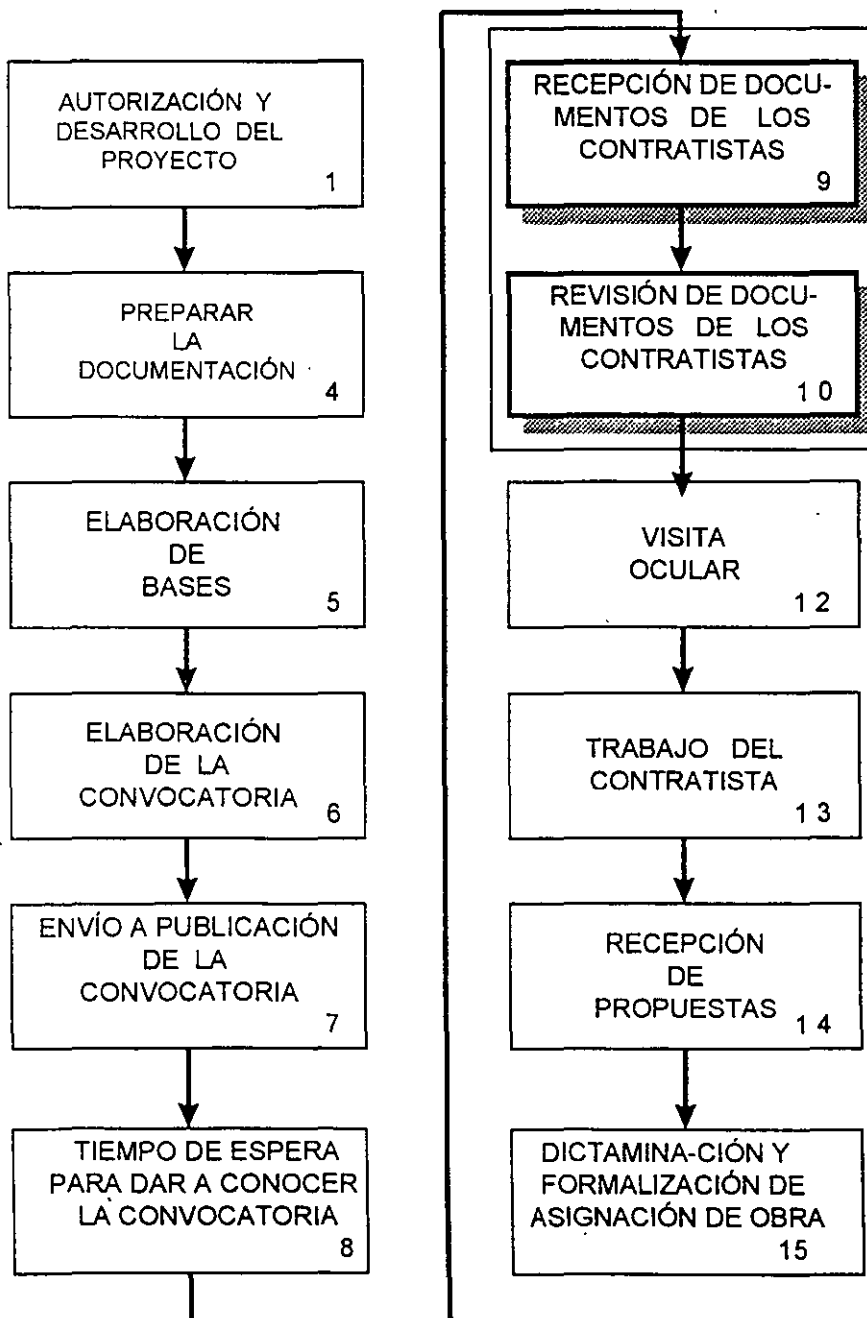 AUTORIZACIÓN Y
DESARROLLO DEL
PROYECTO
1
PREPARAR
LA
DOCUMENTACIÓN
4
ELABORACIÓN
DE
BASES
5
ELABORACIÓN
DE LA
CONVOCATORIA
6
ENVÍO A PUBLICACIÓN
DE LA
CONVOCATORIA
7
TIEMPO DE ESPERA
PARA DAR A CONOCER
LA CONVOCATORIA
8
RECEPCIÓN DE DOCU-
MENTOS DE LOS
CONTRATISTAS
9
REVISIÓN DE DOCU-
MENTOS DE LOS
CONTRATISTAS
10
VISITA
OCULAR
12
TRABAJO DEL
CONTRATISTA
13
RECEPCIÓN
DE
PROPUESTAS
14
DICTAMINA-CIÓN Y
FORMALIZACIÓN DE
ASIGNACIÓN DE OBRA
15